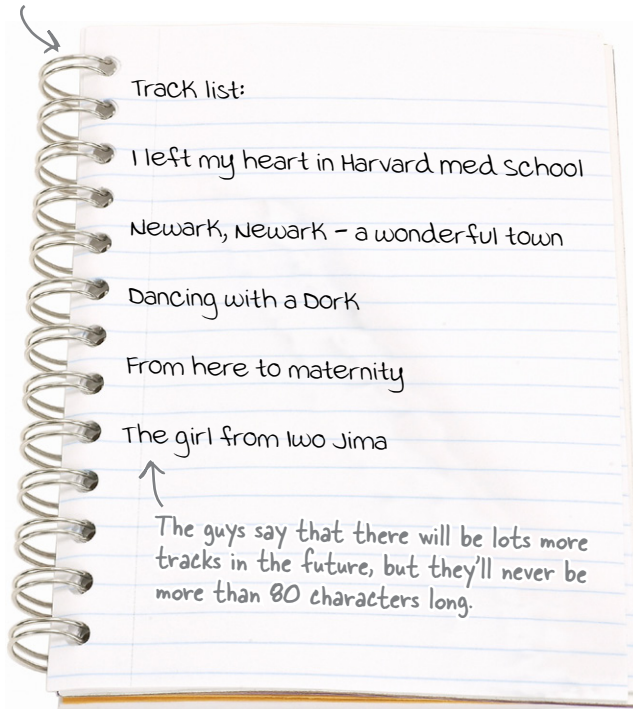 Track list:
I left my heart in Harvard med school
Newark, Newark - a wonderful town
Dancing with a Dork
From here to maternity
The girl from Iwo Jima
The guys say that there will be lots more
tracks in the future, but they'll never be
more than 80 characters long.